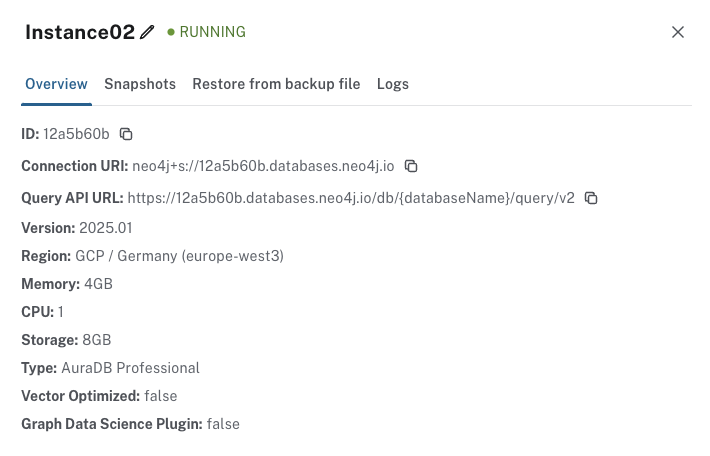 Instance02 RUNNING
Overview Snapshots Restore from backup file Logs
ID: 12a5b60b
Connection URI: neo4j+s://12a5b60b.databases.neo4j.io
Query API URL: https://12a5b60b.databases.neo4j.io/db/{databaseName}/query/v2
Version: 2025.01
Region: GCP / Germany (europe-west3)
Memory: 4GB
CPU: 1
Storage: 8GB
Type: AuraDB Professional
Vector Optimized: false
Graph Data Science Plugin: false